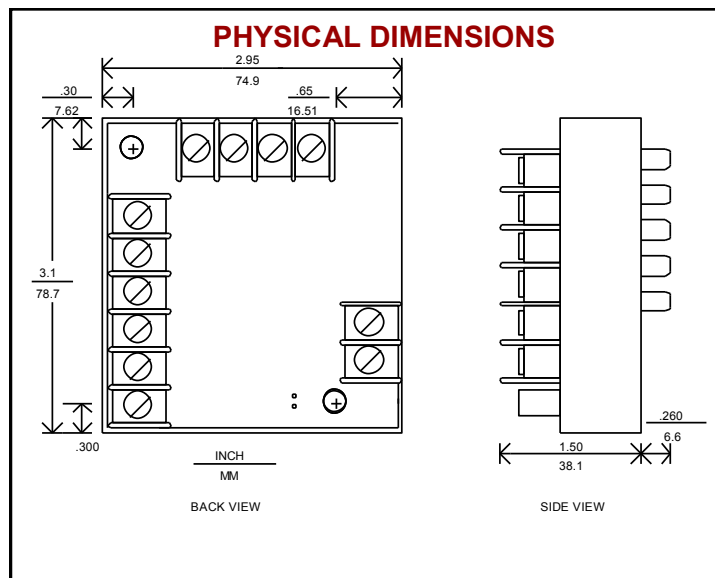 PHYSICAL DIMENSIONS
2.95
74.9
.30
7.62
.65
16.51
3.1
78.7
.300
INCH
MM
BACK VIEW
.260
6.6
1.50
38.1
SIDE VIEW